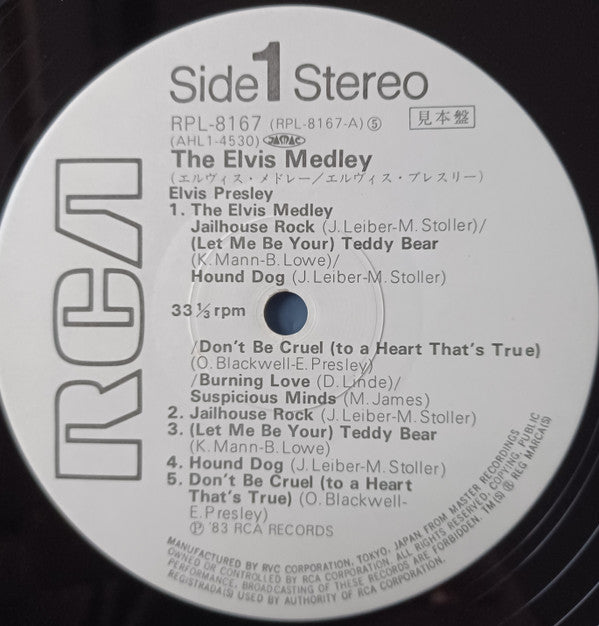 Side 1 Stereo
RPL-8167 (RPL-8167-A) ⑤ 見本盤
(AHL1-4530) JASRAC
The Elvis Medley
(エルヴィス・メドレー/エルヴィス・プレスリー)
Elvis Presley
1. The Elvis Medley
Jailhouse Rock (J.Leiber-M.Stoller)/
(Let Me Be Your) Teddy Bear
(K.Mann-B.Lowe)/
Hound Dog (J.Leiber-M.Stoller)
33 1/3 rpm
/Don't Be Cruel (to a Heart That's True)
(O.Blackwell-E.Presley)
/Burning Love (D.Linde)/
Suspicious Minds (M.James)
2. Jailhouse Rock (J.Leiber-M.Stoller)
3. (Let Me Be Your) Teddy Bear
(K.Mann-B.Lowe)
4. Hound Dog (J.Leiber-M.Stoller)
5. Don't Be Cruel (to a Heart
That's True) (O.Blackwell-
E.Presley)
Ⓟ '83 RCA RECORDS
RCA
MANUFACTURED BY RVC CORPORATION, TOKYO, JAPAN FROM MASTER RECORDINGS
OWNED OR CONTROLLED BY RCA CORPORATION. ALL RIGHTS RESERVED. COPYING, PUBLIC
PERFORMANCE, BROADCASTING OF THESE RECORDS ARE FORBIDDEN. TM(S) ® REG MARCA(S)
REGISTRADA(S) USED BY AUTHORITY OF RCA CORPORATION.